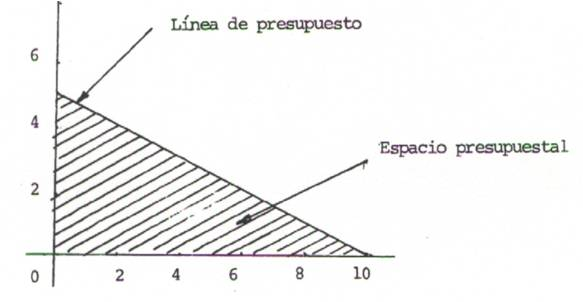 Línea de presupuesto
6
4
Espacio presupuestal
2
0 2 4 6 8 10